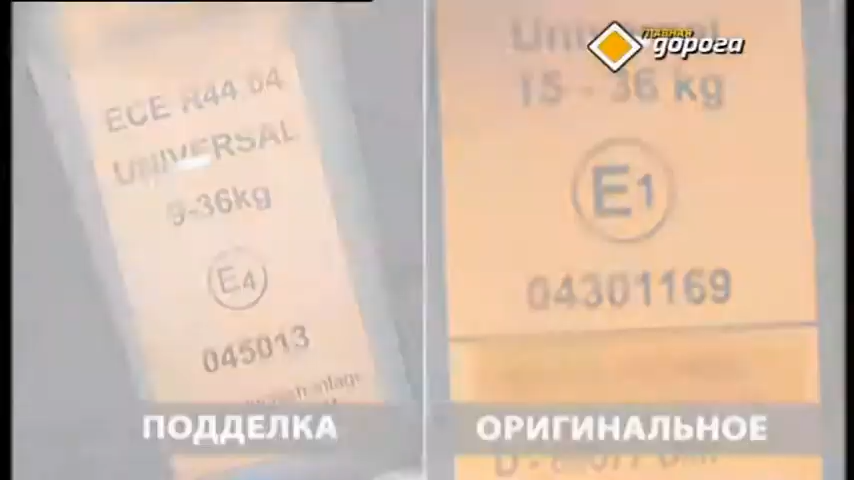 ГЛАВНАЯ
дорога
ECE R44 04
UNIVERSAL
9-36kg
E4
045013
ПОДДЕЛКА
Universal
15 - 36 kg
E1
04301169
ОРИГИНАЛЬНОЕ